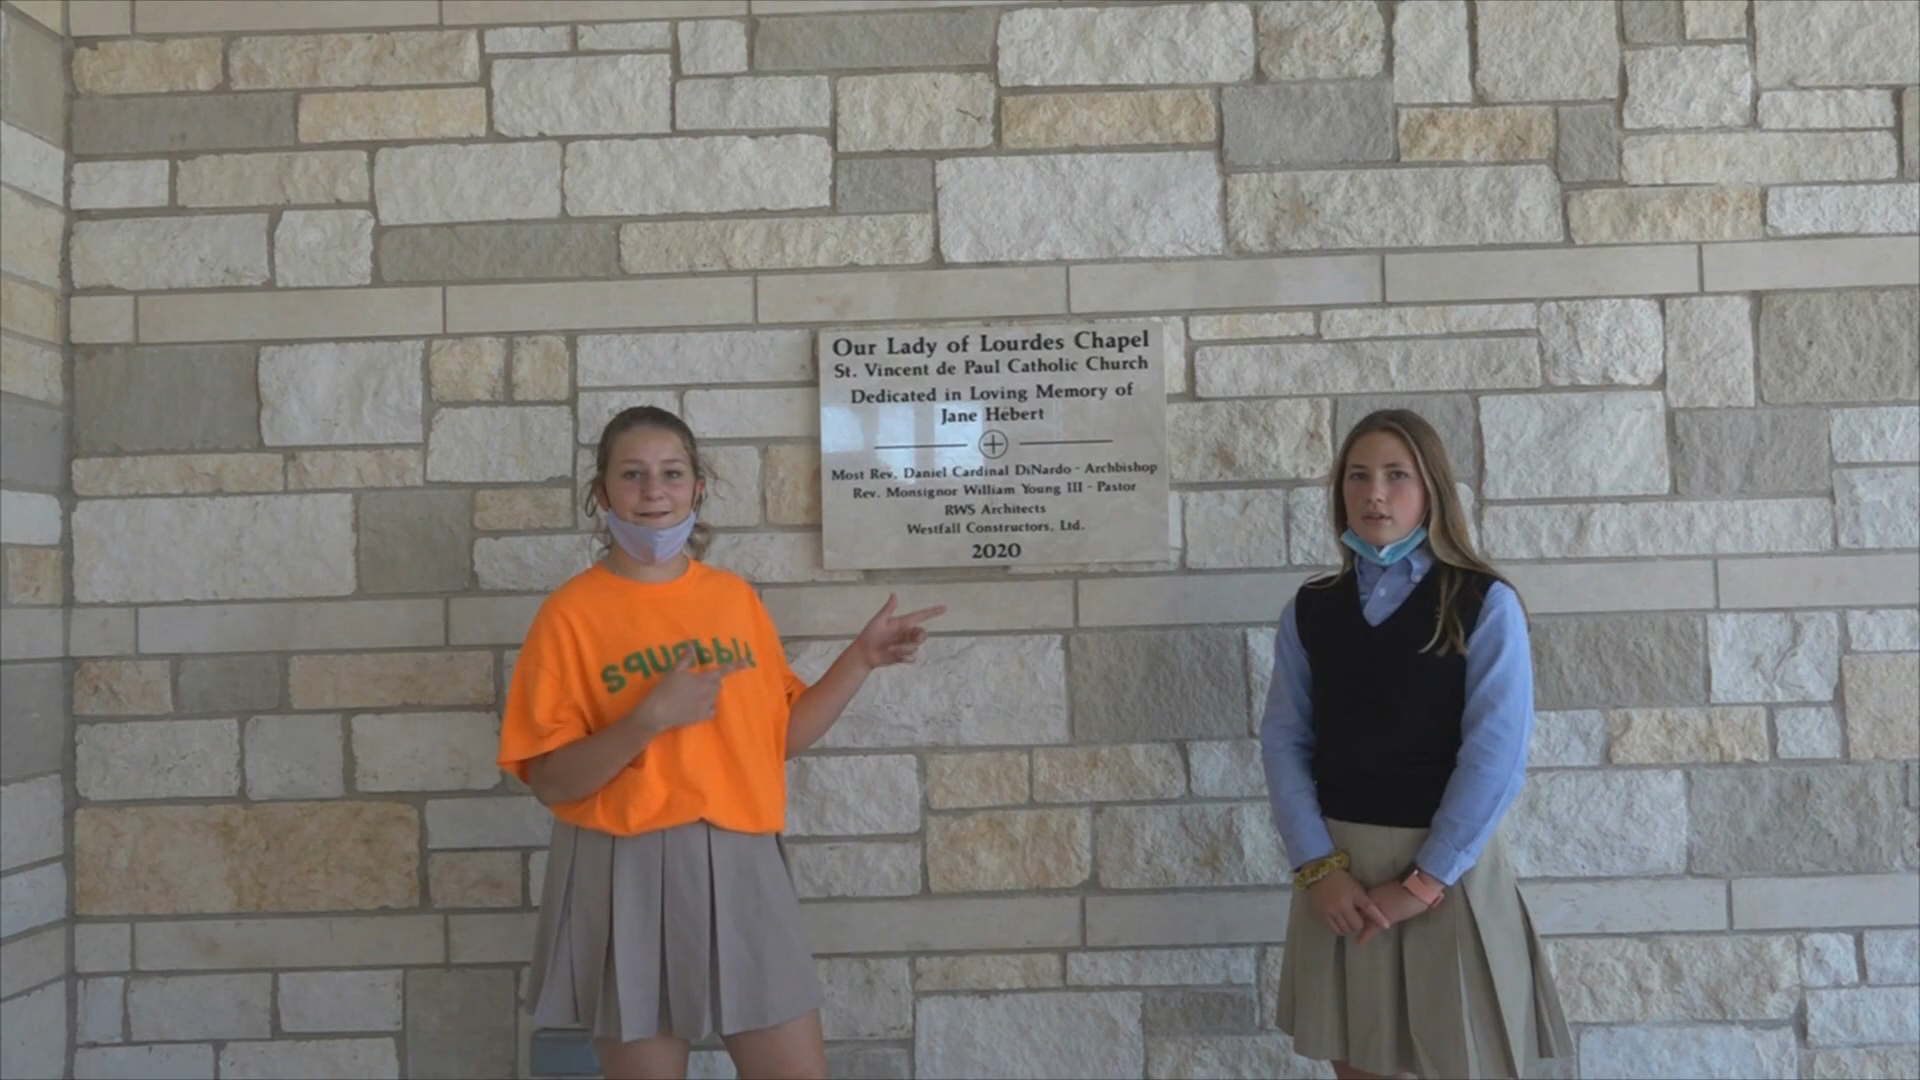 Our Lady of Lourdes Chapel
St. Vincent de Paul Catholic Church
Dedicated in Loving Memory of
Jane Hebert
Most Rev. Daniel Cardinal DiNardo - Archbishop
Rev. Monsignor William Young III - Pastor
RWS Architects
Westfall Constructors, Ltd.
2020